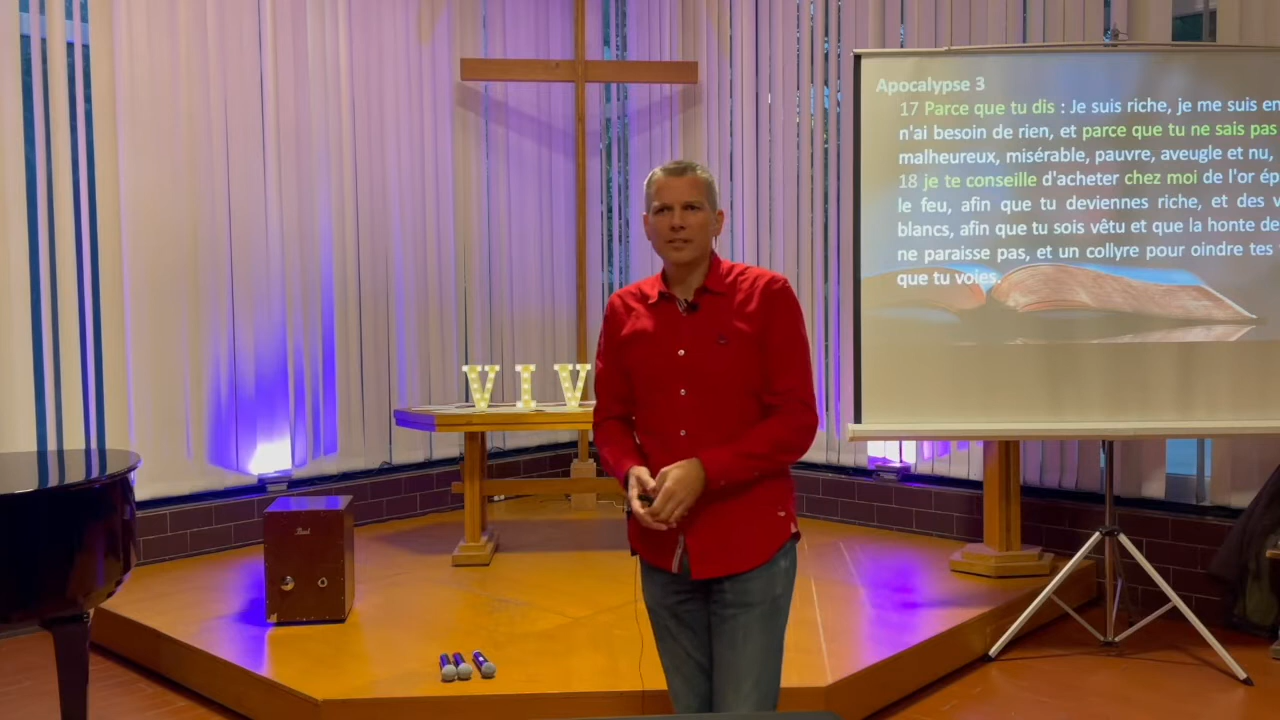 Apocalypse 3
17 Parce que tu dis : Je suis riche, je me suis en
n'ai besoin de rien, et parce que tu ne sais pas
malheureux, misérable, pauvre, aveugle et nu,
18 je te conseille d'acheter chez moi de l'or ép
le feu, afin que tu deviennes riche, et des v
blancs, afin que tu sois vêtu et que la honte de
ne paraisse pas, et un collyre pour oindre tes
que tu voies.
VIV
Pearl